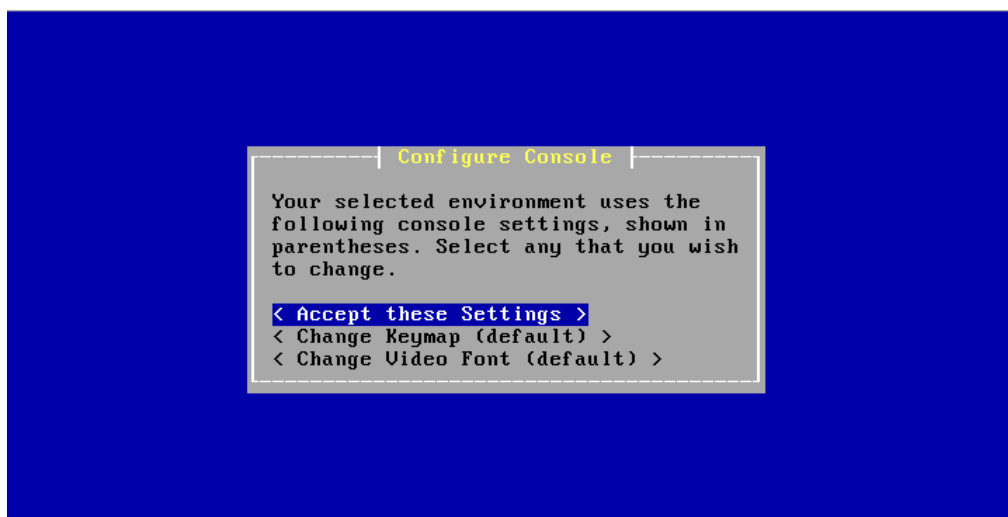 Configure Console
Your selected environment uses the
following console settings, shown in
parentheses. Select any that you wish
to change.
< Accept these Settings >
< Change Keymap (default) >
< Change Video Font (default) >